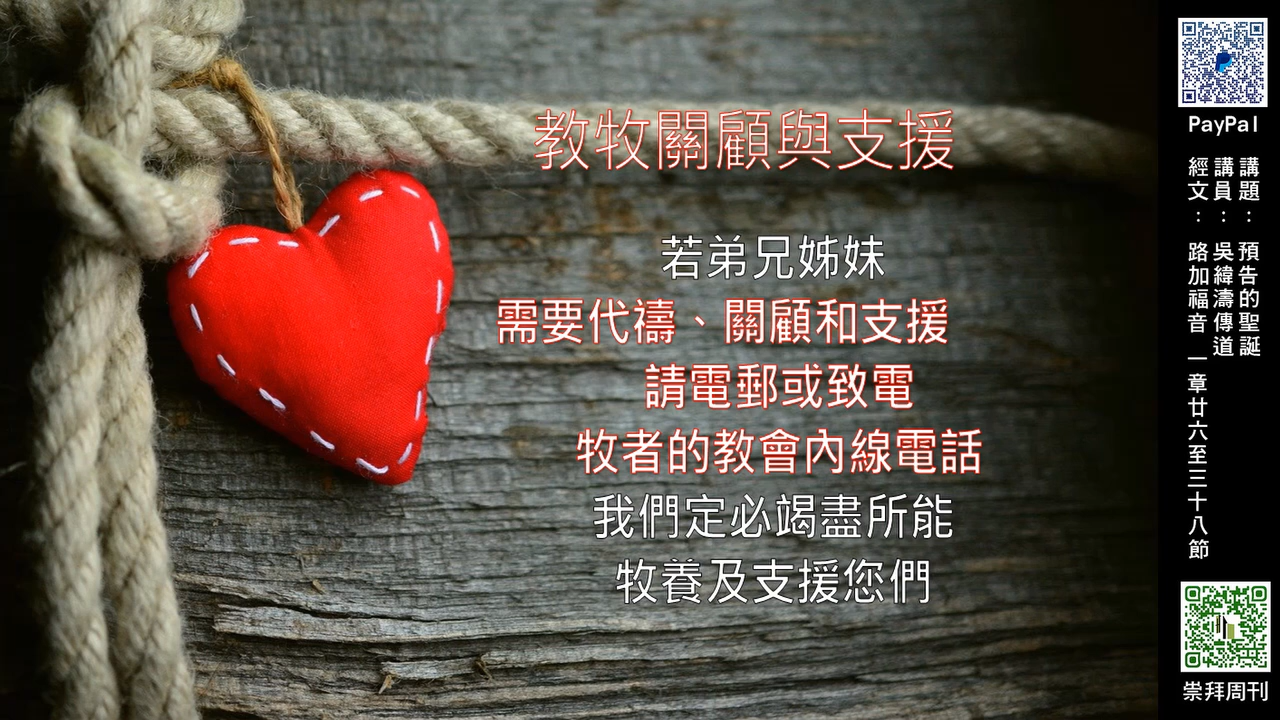 教牧關顧與支援
若弟兄姊妹
需要代禱、關顧和支援
請電郵或致電
牧者的教會內線電話
我們定必竭盡所能
牧養及支援您們
PayPal
講題：預告的聖誕
講員：吳緯濤傳道
經文：路加福音 一章廿六至三十八節
崇拜周刊